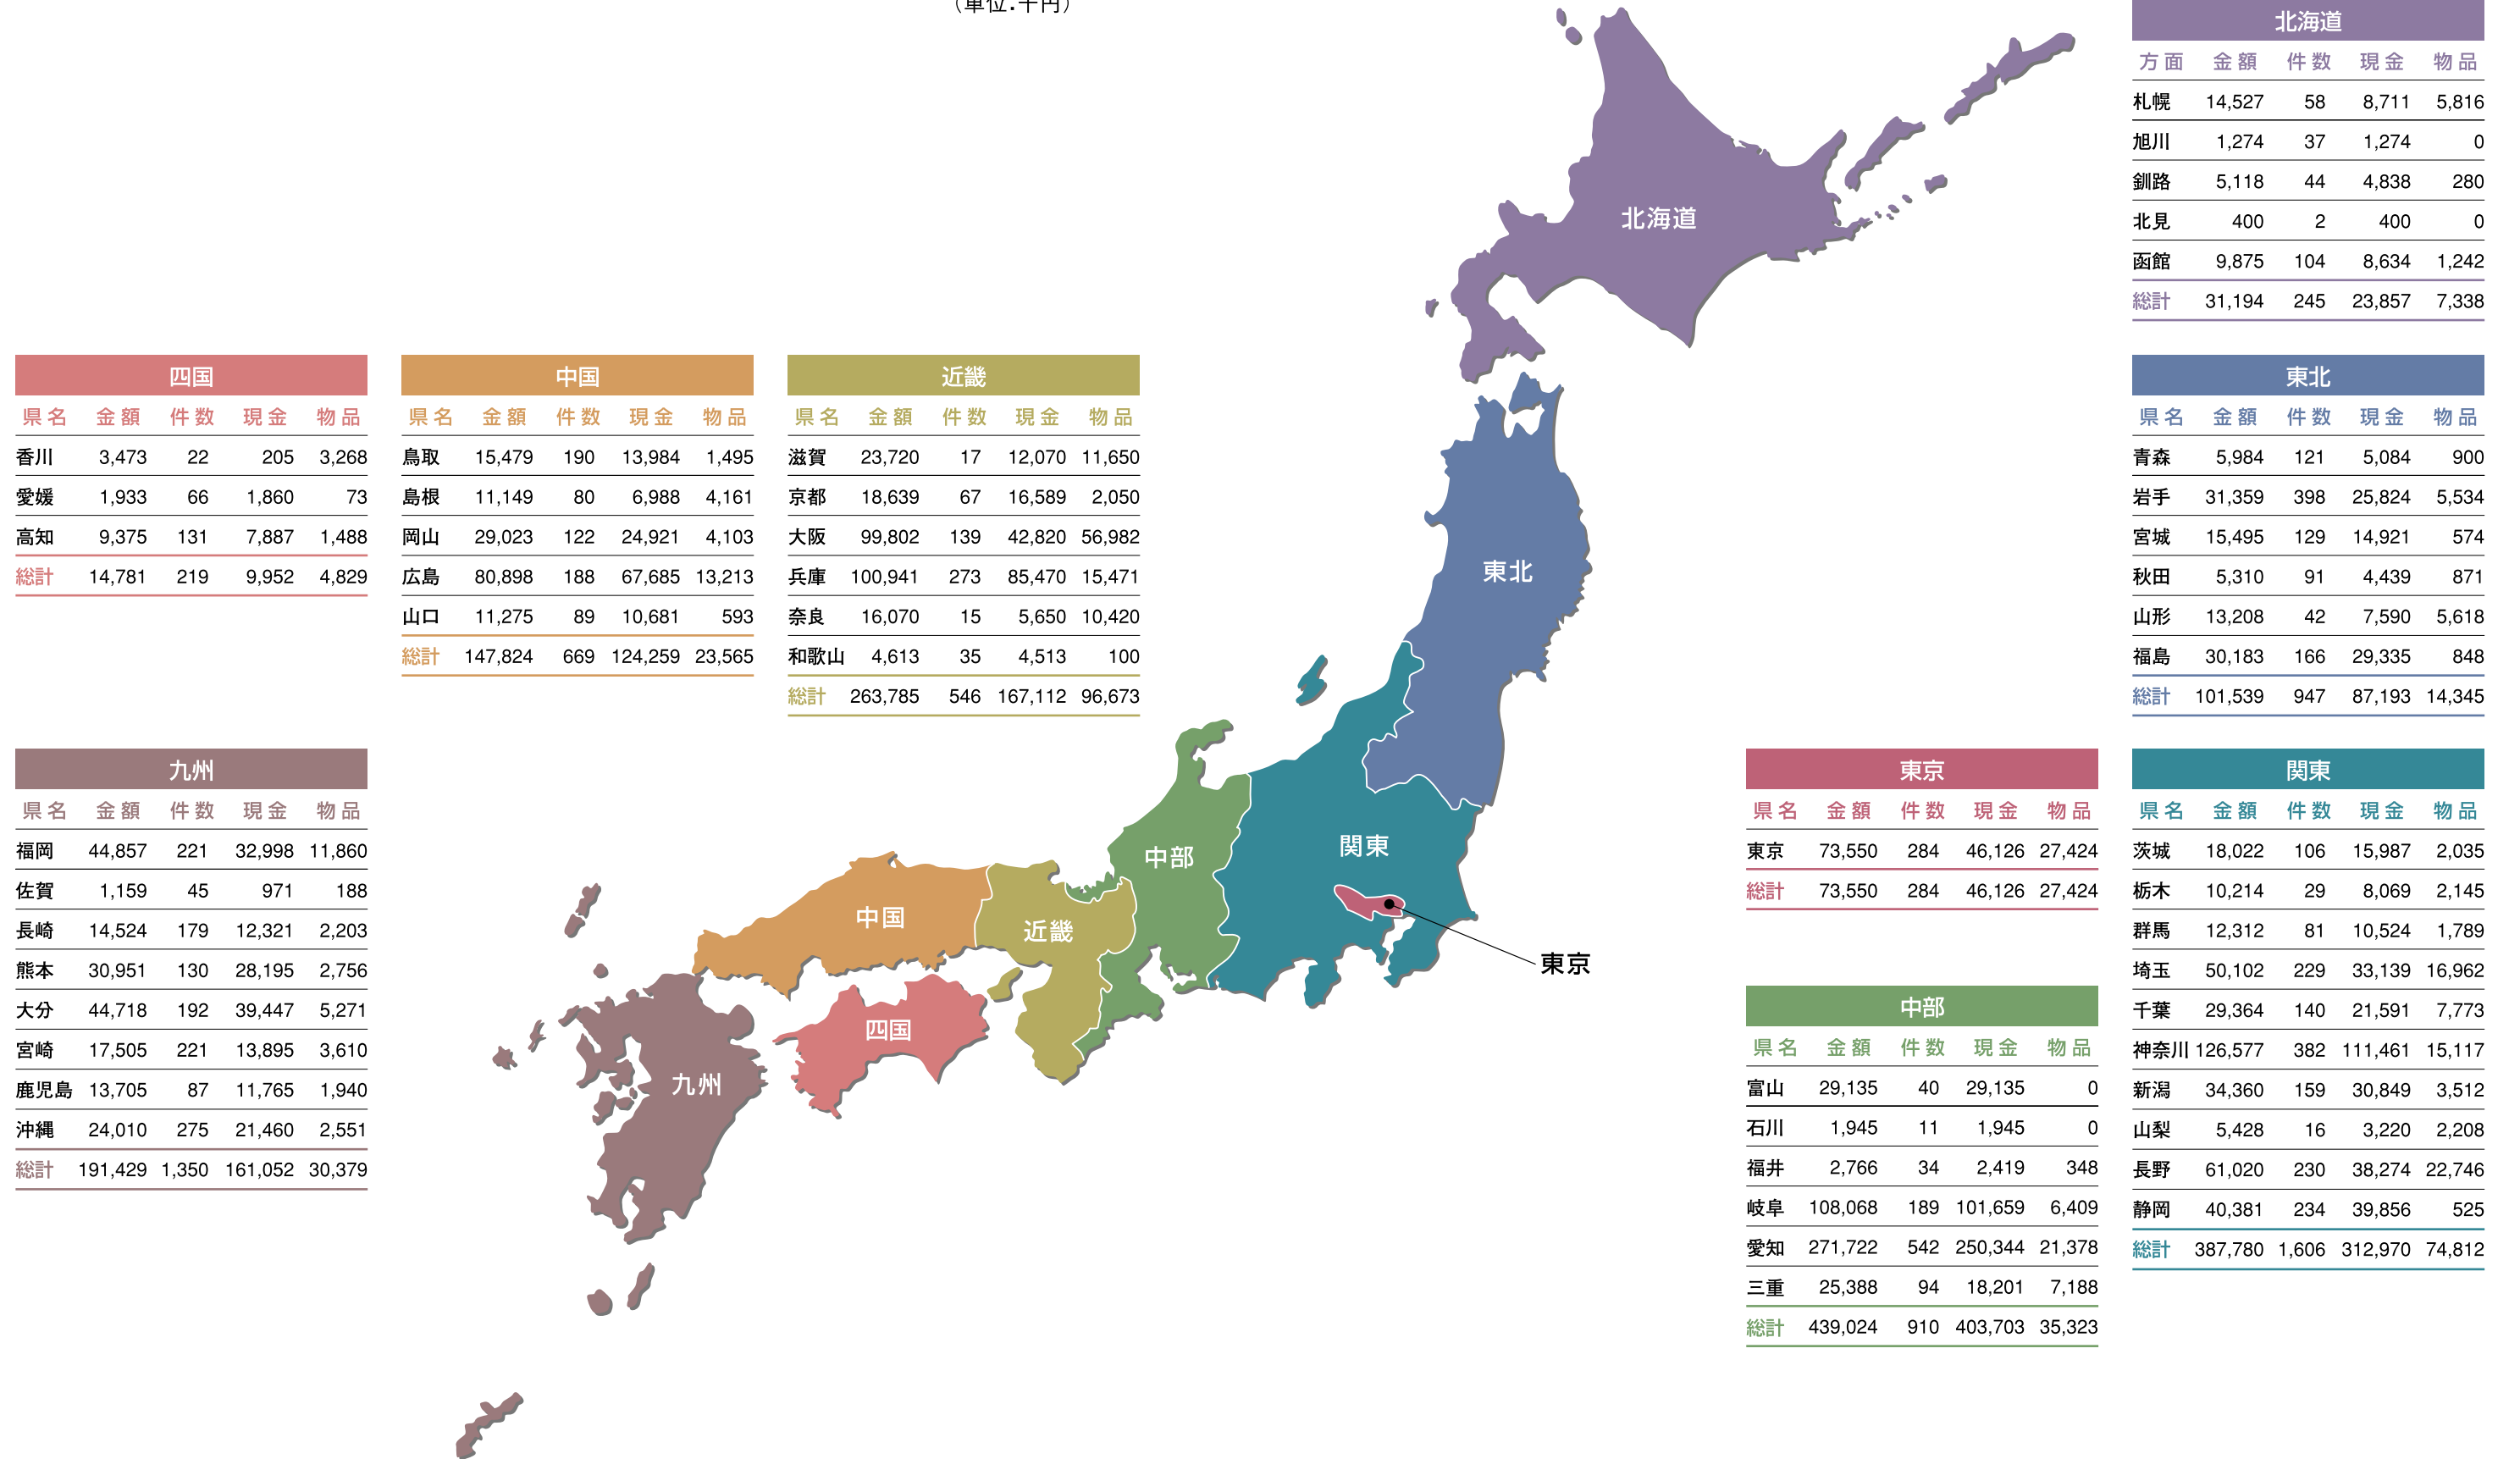 (単位:千円)
北海道
方面 金額 件数 現金 物品
札幌 14,527 58 8,711 5,816
旭川 1,274 37 1,274 0
釧路 5,118 44 4,838 280
北見 400 2 400 0
函館 9,875 104 8,634 1,242
総計 31,194 245 23,857 7,338
北海道
四国
県名 金額 件数 現金 物品
香川 3,473 22 205 3,268
愛媛 1,933 66 1,860 73
高知 9,375 131 7,887 1,488
総計 14,781 219 9,952 4,829
中国
県名 金額 件数 現金 物品
鳥取 15,479 190 13,984 1,495
島根 11,149 80 6,988 4,161
岡山 29,023 122 24,921 4,103
広島 80,898 188 67,685 13,213
山口 11,275 89 10,681 593
総計 147,824 669 124,259 23,565
近畿
県名 金額 件数 現金 物品
滋賀 23,720 17 12,070 11,650
京都 18,639 67 16,589 2,050
大阪 99,802 139 42,820 56,982
兵庫 100,941 273 85,470 15,471
奈良 16,070 15 5,650 10,420
和歌山 4,613 35 4,513 100
総計 263,785 546 167,112 96,673
東北
県名 金額 件数 現金 物品
青森 5,984 121 5,084 900
岩手 31,359 398 25,824 5,534
宮城 15,495 129 14,921 574
秋田 5,310 91 4,439 871
山形 13,208 42 7,590 5,618
福島 30,183 166 29,335 848
総計 101,539 947 87,193 14,345
東北
九州
県名 金額 件数 現金 物品
福岡 44,857 221 32,998 11,860
佐賀 1,159 45 971 188
長崎 14,524 179 12,321 2,203
熊本 30,951 130 28,195 2,756
大分 44,718 192 39,447 5,271
宮崎 17,505 221 13,895 3,610
鹿児島 13,705 87 11,765 1,940
沖縄 24,010 275 21,460 2,551
総計 191,429 1,350 161,052 30,379
関東
中部
中国
近畿
東京
四国
九州
東京
県名 金額 件数 現金 物品
東京 73,550 284 46,126 27,424
総計 73,550 284 46,126 27,424
関東
県名 金額 件数 現金 物品
茨城 18,022 106 15,987 2,035
栃木 10,214 29 8,069 2,145
群馬 12,312 81 10,524 1,789
埼玉 50,102 229 33,139 16,962
千葉 29,364 140 21,591 7,773
神奈川 126,577 382 111,461 15,117
新潟 34,360 159 30,849 3,512
山梨 5,428 16 3,220 2,208
長野 61,020 230 38,274 22,746
静岡 40,381 234 39,856 525
総計 387,780 1,606 312,970 74,812
中部
県名 金額 件数 現金 物品
富山 29,135 40 29,135 0
石川 1,945 11 1,945 0
福井 2,766 34 2,419 348
岐阜 108,068 189 101,659 6,409
愛知 271,722 542 250,344 21,378
三重 25,388 94 18,201 7,188
総計 439,024 910 403,703 35,323